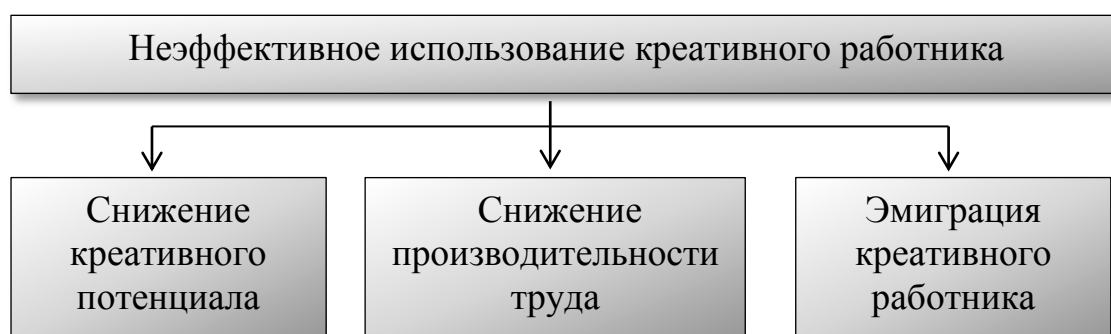 Неэффективное использование креативного работника
Снижение
креативного
потенциала
Снижение
производительности
труда
Эмиграция
креативного
работника